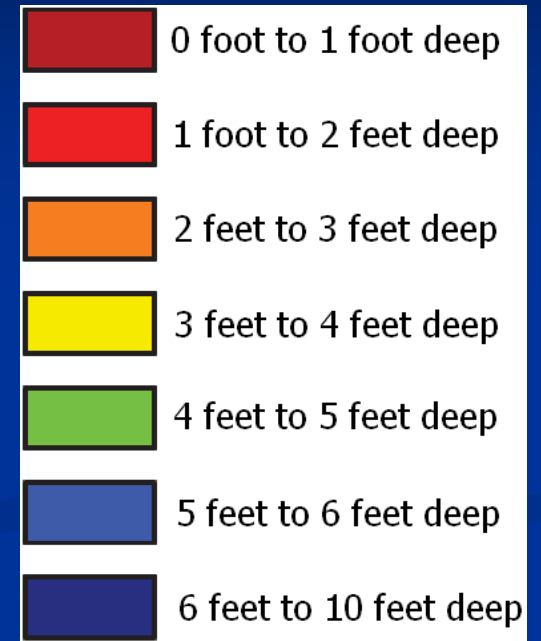 0 foot to 1 foot deep
1 foot to 2 feet deep
2 feet to 3 feet deep
3 feet to 4 feet deep
4 feet to 5 feet deep
5 feet to 6 feet deep
6 feet to 10 feet deep